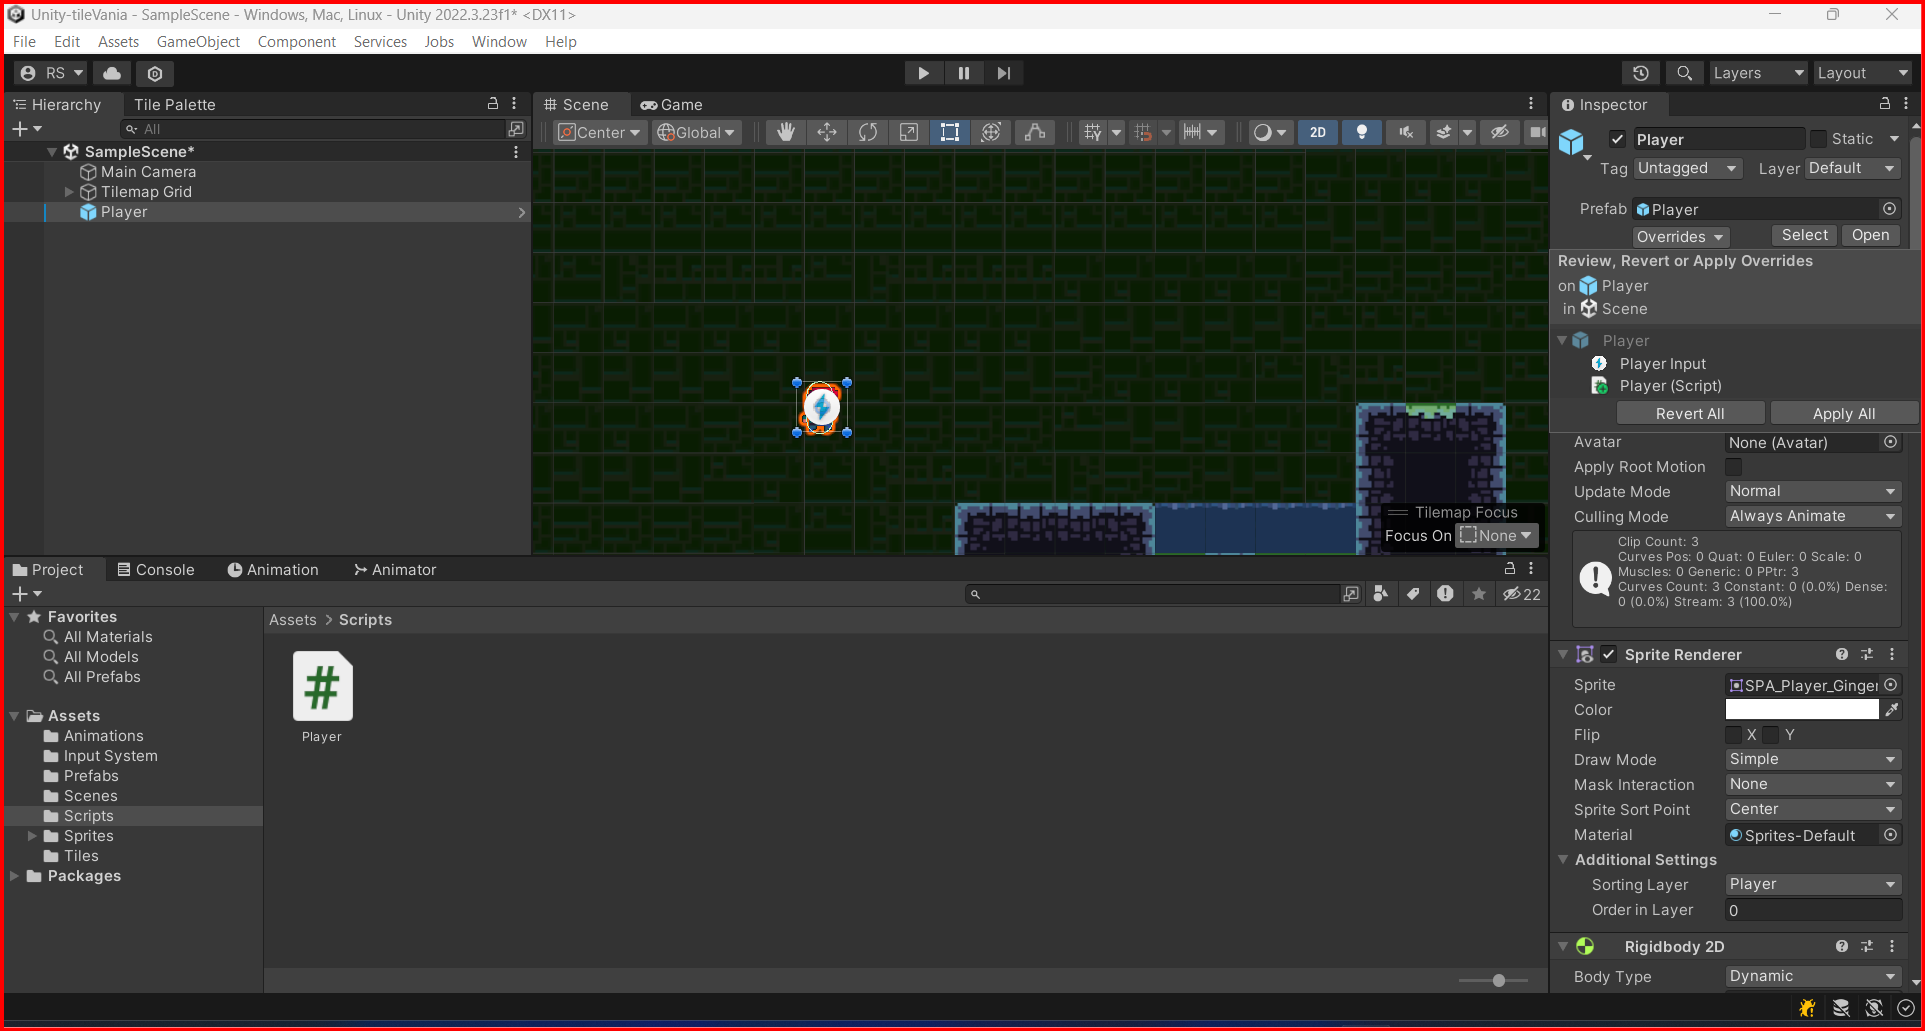 Unity-tileVania - SampleScene - Windows, Mac, Linux - Unity 2022.3.23f1* <DX11>
File Edit Assets GameObject Component Services Jobs Window Help
RS
Layers Layout
Hierarchy Tile Palette
All
SampleScene*
Main Camera
Tilemap Grid
Player
Scene Game
Center Global 2D
Tilemap Focus
Focus On None
Inspector
Player Static
Tag Untagged Layer Default
Prefab Player
Overrides Select Open
Review, Revert or Apply Overrides
on Player
in Scene
Player
Player Input
Player (Script)
Revert All Apply All
Avatar None (Avatar)
Apply Root Motion
Update Mode Normal
Culling Mode Always Animate
Clip Count: 3
Curves Pos: 0 Quat: 0 Euler: 0 Scale: 0
Muscles: 0 Generic: 0 PPtr: 3
Curves Count: 3 Constant: 0 (0.0%) Dense:
0 (0.0%) Stream: 3 (100.0%)
Sprite Renderer
Sprite SPA_Player_Ginger
Color
Flip X Y
Draw Mode Simple
Mask Interaction None
Sprite Sort Point Center
Material Sprites-Default
Additional Settings
Sorting Layer Player
Order in Layer 0
Rigidbody 2D
Body Type Dynamic
Project Console Animation Animator
22
Favorites
All Materials
All Models
All Prefabs
Assets
Animations
Input System
Prefabs
Scenes
Scripts
Sprites
Tiles
Packages
Assets > Scripts
#
Player